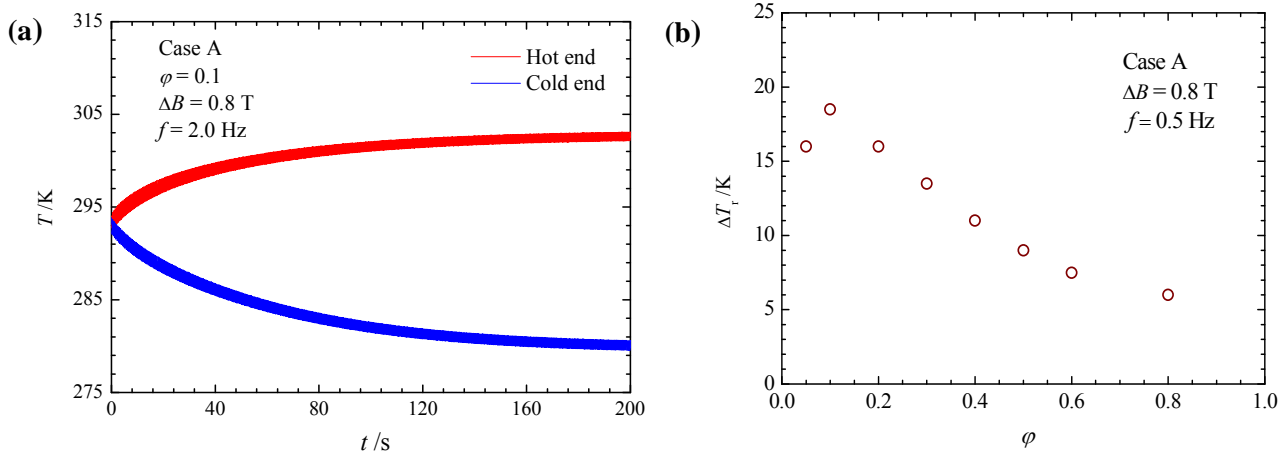 (a)
Case A
φ = 0.1
ΔB = 0.8 T
f = 2.0 Hz
Hot end
Cold end
315
305
295
285
275
T /K
0 40 80 120 160 200
t /s
(b)
Case A
ΔB = 0.8 T
f = 0.5 Hz
25
20
15
10
5
0
ΔTr /K
0.0 0.2 0.4 0.6 0.8 1.0
φ